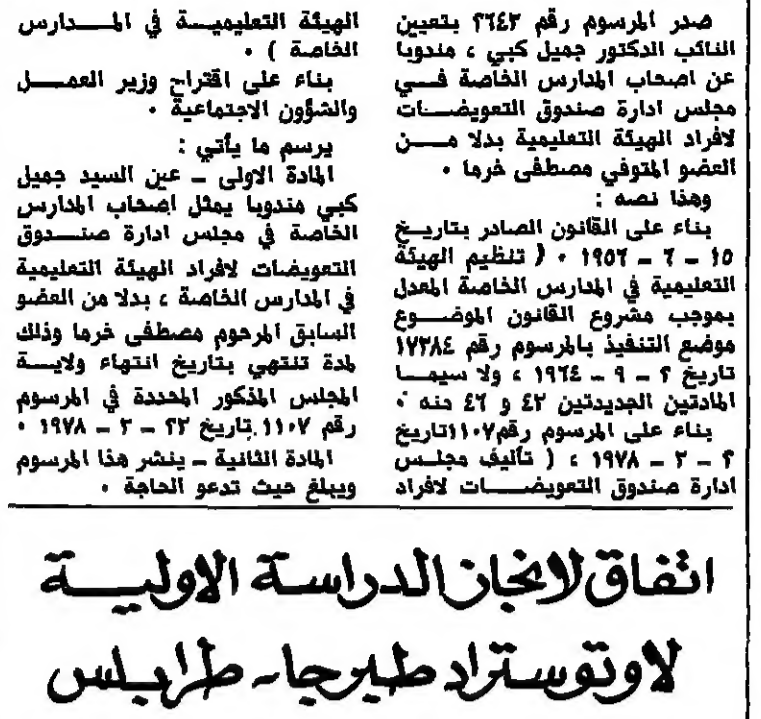 صدر المرسوم رقم ٢٦٤٣ بتعيين
النائب الدكتور جميل كبي ، مندوبا
عن اصحاب المدارس الخاصة في
مجلس ادارة صندوق التعويضات
لافراد الهيئة التعليمية بدلا من
العضو المتوفي مصطفى خرما .
وهذا نصه :
بناء على القانون الصادر بتاريخ
١٥ – ٦ – ١٩٥٦ . ( تنظيم الهيئة
التعليمية في المدارس الخاصة المعدل
بموجب مشروع القانون الموضوع
موضع التنفيذ بالمرسوم رقم ١٧٣٨٤
تاريخ ٢ – ٩ – ١٩٦٤ ، ولا سيما
المادتين الجديدتين ٤٢ و ٤٦ منه .
بناء على المرسوم رقم١١٠٧تاريخ
٢ – ٣ – ١٩٧٨ ، ( تأليف مجلس
ادارة صندوق التعويضات لافراد
الهيئة التعليمية في المدارس
الخاصة ) .
بناء على اقتراح وزير العمل
والشؤون الاجتماعية .
يرسم ما يأتي :
المادة الاولى – عين السيد جميل
كبي مندوبا يمثل اصحاب المدارس
الخاصة في مجلس ادارة صندوق
التعويضات لافراد الهيئة التعليمية
في المدارس الخاصة ، بدلا من العضو
السابق المرحوم مصطفى خرما وذلك
لمدة تنتهي بتاريخ انتهاء ولاية
المجلس المذكور المحددة في المرسوم
رقم ١١٠٧ تاريخ ٢٢ – ٣ – ١٩٧٨ .
المادة الثانية – ينشر هذا المرسوم
ويبلغ حيث تدعو الحاجة .
اتفاق لانجاز الدراسة الاولية
لاوتوستراد طبرجا – طرابلس